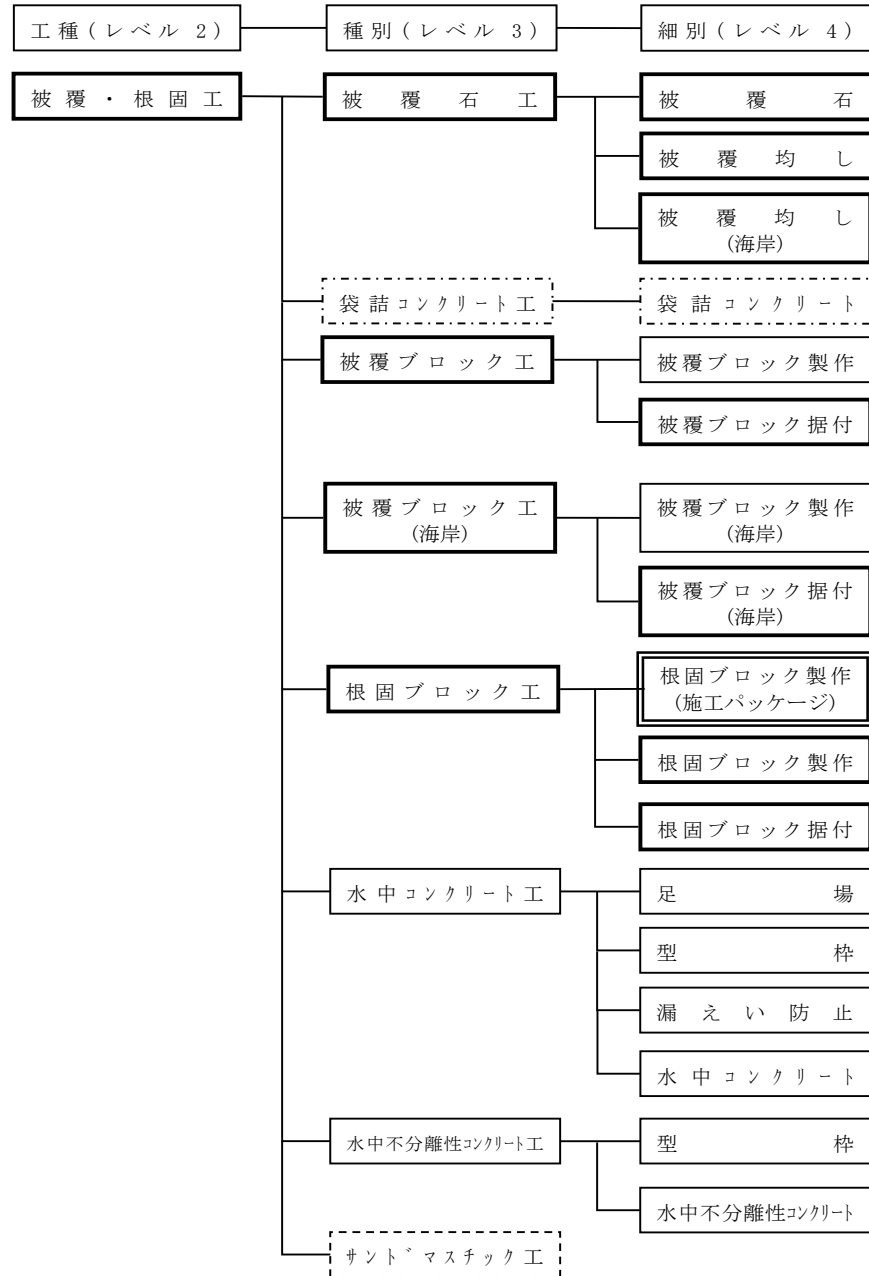 工種(レベル 2) 種別(レベル 3) 細別(レベル 4)
被覆・根固工 被覆石工 被覆石
被覆均し
被覆均し
(海岸)
袋詰コンクリート工 袋詰コンクリート
被覆ブロック工 被覆ブロック製作
被覆ブロック据付
被覆ブロック工
(海岸)
被覆ブロック製作
(海岸)
被覆ブロック据付
(海岸)
根固ブロック工 根固ブロック製作
(施工パッケージ)
根固ブロック製作
根固ブロック据付
水中コンクリート工 足場
型枠
漏えい防止
水中コンクリート
水中不分離性コンクリート工 型枠
水中不分離性コンクリート
サンドマスチック工